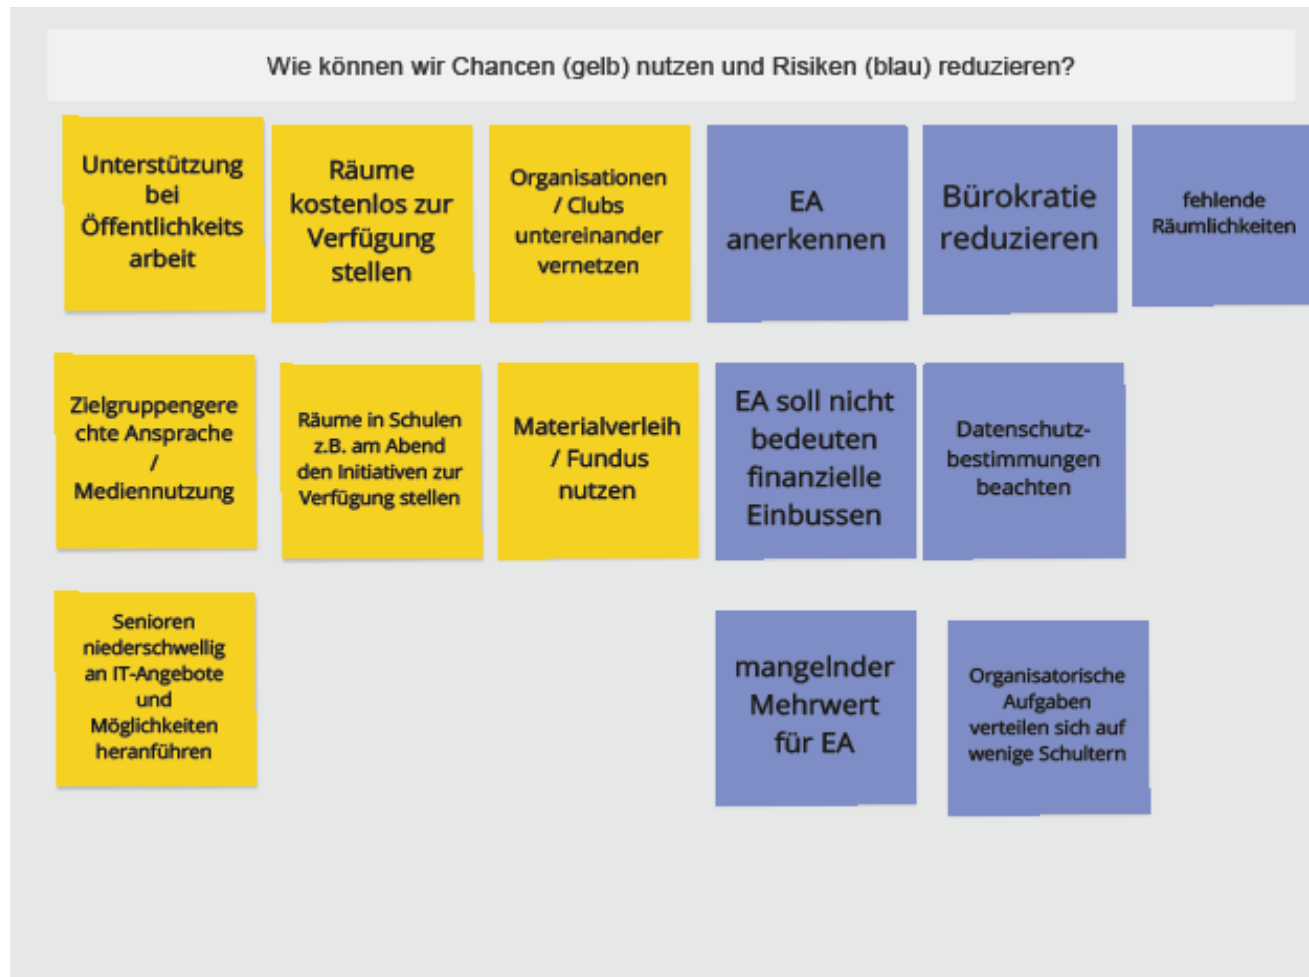 Wie können wir Chancen (gelb) nutzen und Risiken (blau) reduzieren?
Unterstützung
bei
Öffentlichkeits
arbeit
Räume
kostenlos zur
Verfügung
stellen
Organisationen
/ Clubs
untereinander
vernetzen
EA
anerkennen
Bürokratie
reduzieren
fehlende
Räumlichkeiten
Zielgruppengere
chte Ansprache
/
Mediennutzung
Räume in Schulen
z.B. am Abend
den Initiativen zur
Verfügung stellen
Materialverleih
/ Fundus
nutzen
EA soll nicht
bedeuten
finanzielle
Einbussen
Datenschutz-
bestimmungen
beachten
Senioren
niederschwellig
an IT-Angebote
und
Möglichkeiten
heranführen
mangelnder
Mehrwert
für EA
Organisatorische
Aufgaben
verteilen sich auf
wenige Schultern